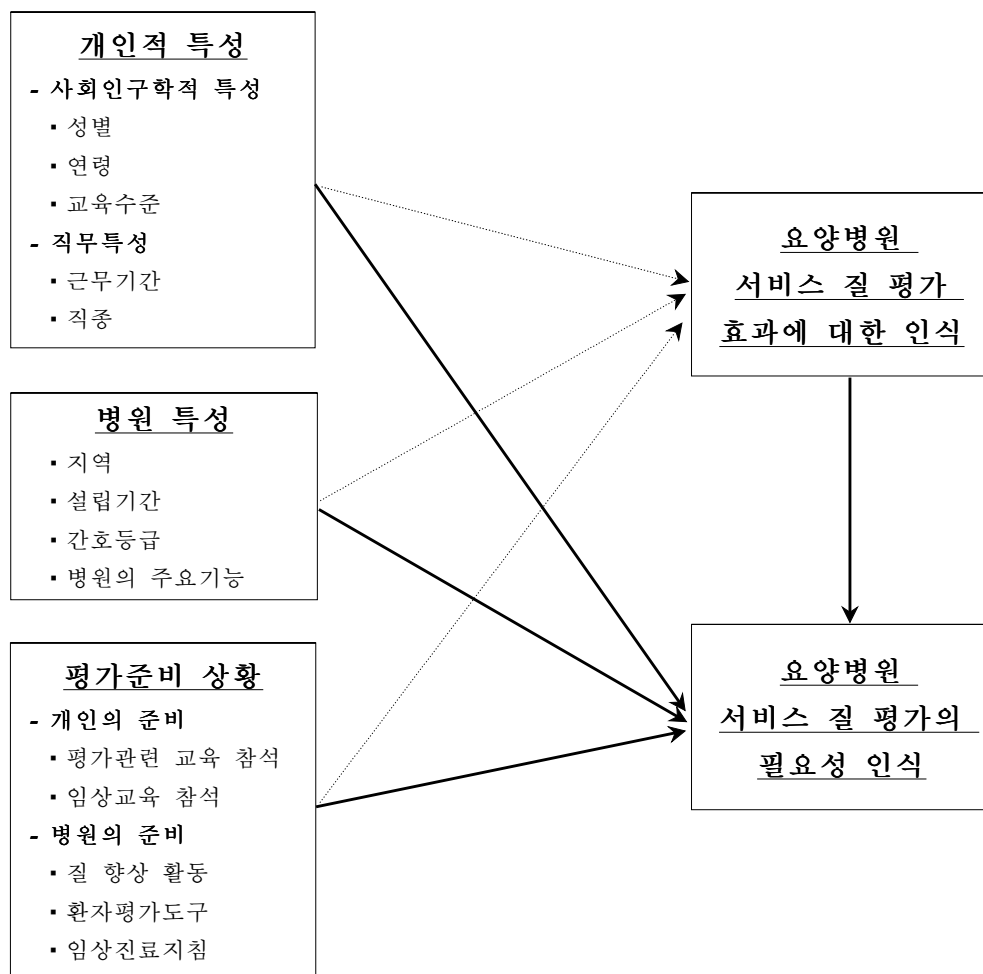 개인적 특성
- 사회인구학적 특성
▪ 성별
▪ 연령
▪ 교육수준
- 직무특성
▪ 근무기간
▪ 직종
병원 특성
▪ 지역
▪ 설립기간
▪ 간호등급
▪ 병원의 주요기능
평가준비 상황
- 개인의 준비
▪ 평가관련 교육 참석
▪ 임상교육 참석
- 병원의 준비
▪ 질 향상 활동
▪ 환자평가도구
▪ 임상진료지침
요양병원
서비스 질 평가
효과에 대한 인식
요양병원
서비스 질 평가의
필요성 인식